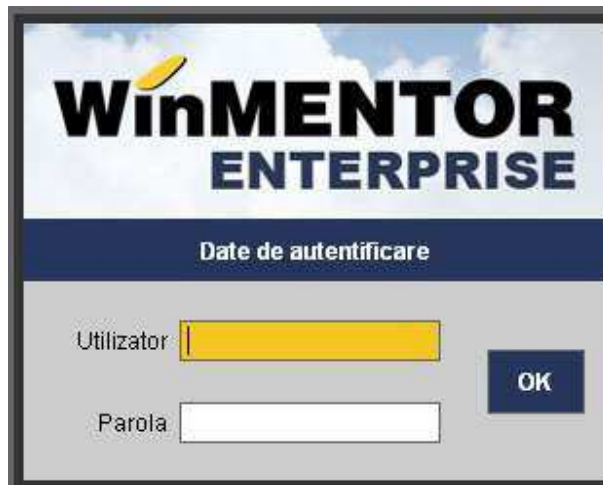 WinMENTOR
ENTERPRISE
Date de autentificare
Utilizator
OK
Parola